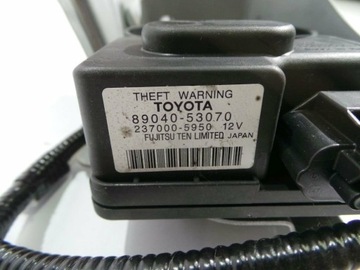 THEFT WARNING
TOYOTA
89040-53070
237000-5950 12V
FUJITSU TEN LIMITED JAPAN